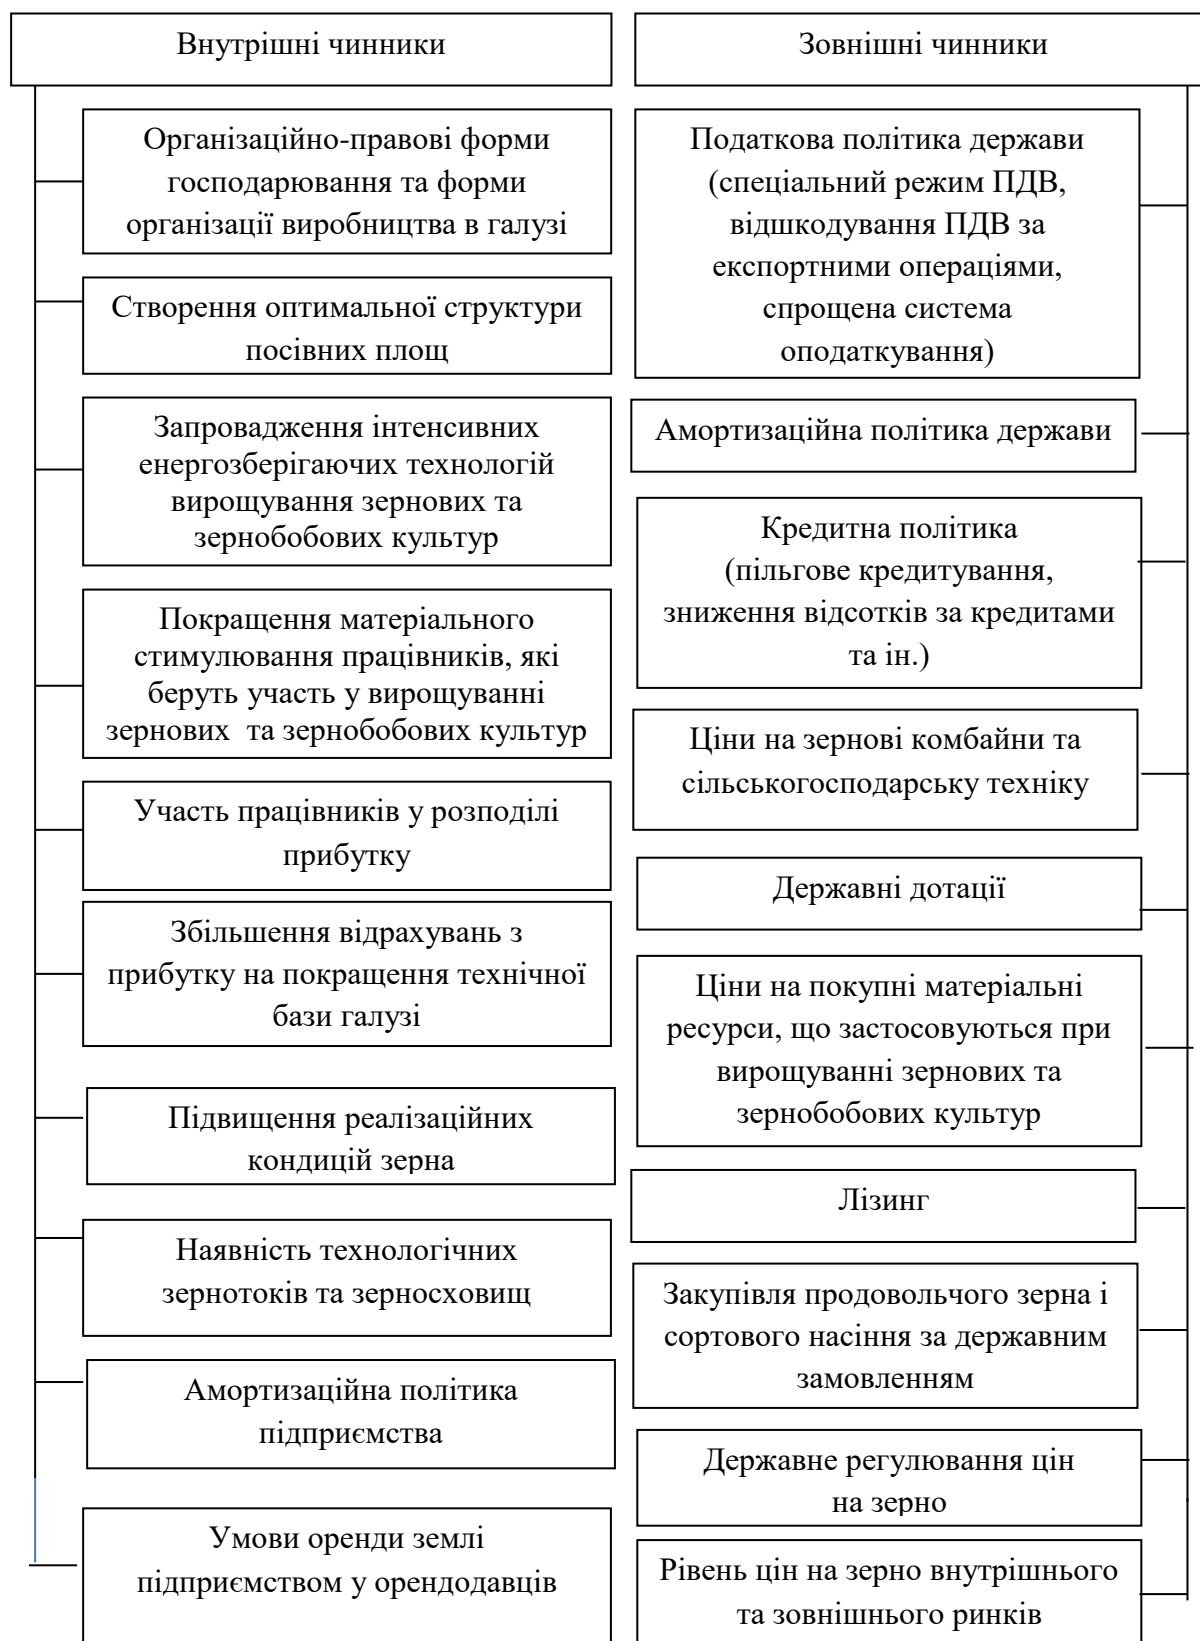 Внутрішні чинники
Організаційно-правові форми
господарювання та форми
організації виробництва в галузі
Створення оптимальної структури
посівних площ
Запровадження інтенсивних
енергозберігаючих технологій
вирощування зернових та
зернобобових культур
Покращення матеріального
стимулювання працівників, які
беруть участь у вирощуванні
зернових та зернобобових культур
Участь працівників у розподілі
прибутку
Збільшення відрахувань з
прибутку на покращення технічної
бази галузі
Підвищення реалізаційних
кондицій зерна
Наявність технологічних
зернотоків та зерносховищ
Амортизаційна політика
підприємства
Умови оренди землі
підприємством у орендодавців
Зовнішні чинники
Податкова політика держави
(спеціальний режим ПДВ,
відшкодування ПДВ за
експортними операціями,
спрощена система
оподаткування)
Амортизаційна політика держави
Кредитна політика
(пільгове кредитування,
зниження відсотків за кредитами
та ін.)
Ціни на зернові комбайни та
сільськогосподарську техніку
Державні дотації
Ціни на покупні матеріальні
ресурси, що застосовуються при
вирощуванні зернових та
зернобобових культур
Лізинг
Закупівля продовольчого зерна і
сортового насіння за державним
замовленням
Державне регулювання цін
на зерно
Рівень цін на зерно внутрішнього
та зовнішнього ринків